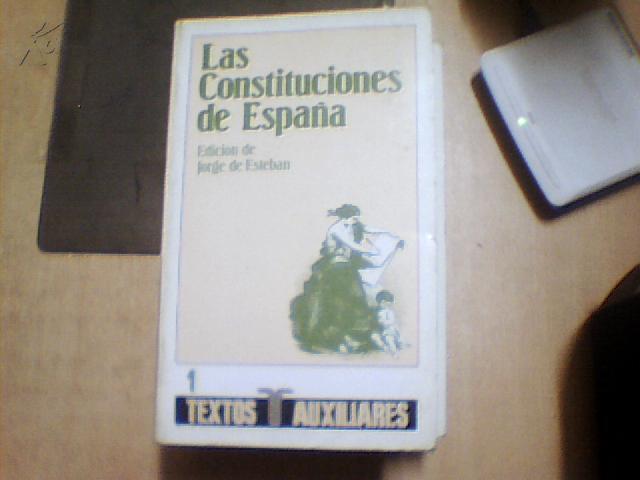 Las
Constituciones
de España
Edición de
Jorge de Esteban
1
TEXTOS AUXILIARES